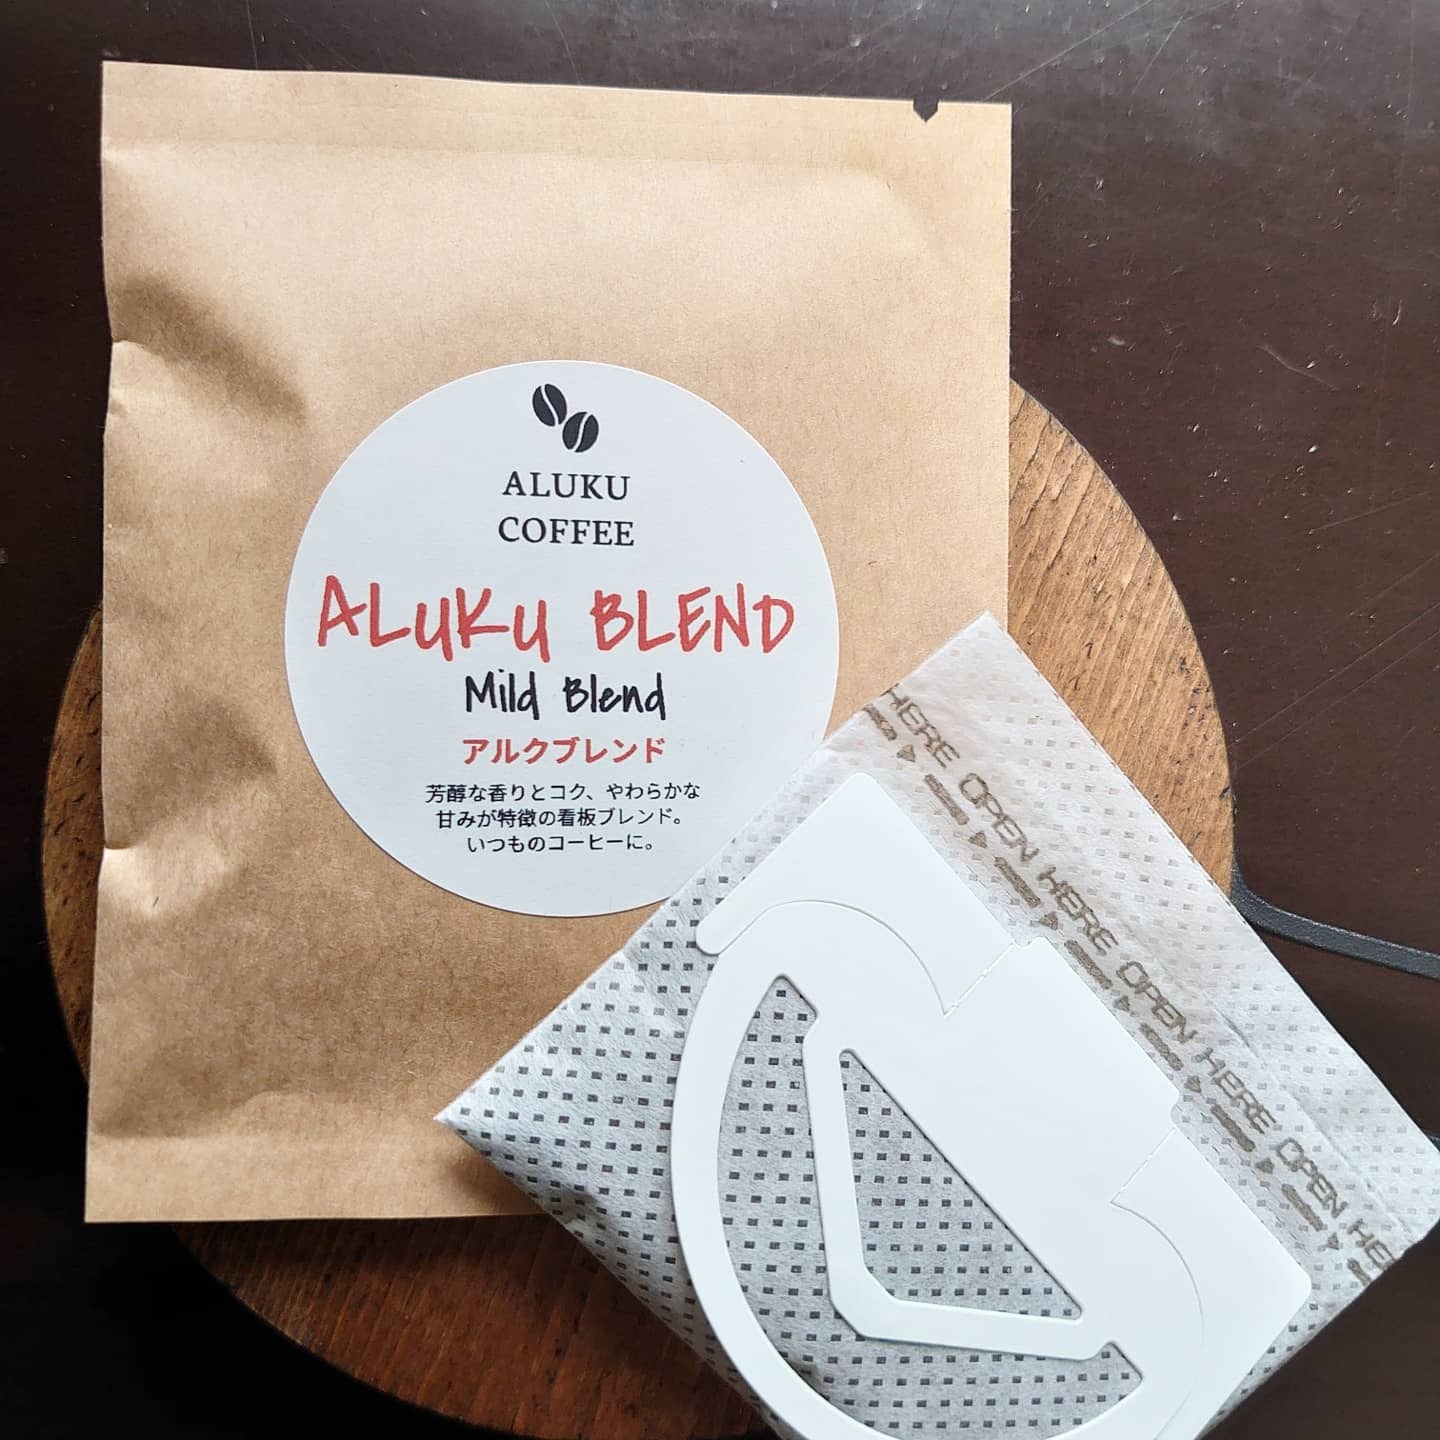 ALUKU
COFFEE
ALUKU BLEND
Mild Blend
アルクブレンド
芳醇な香りとコク、やわらかな
甘みが特徴の看板ブレンド。
いつものコーヒーに。
HERE OPEN HERE OPEN HERE OPEN HE